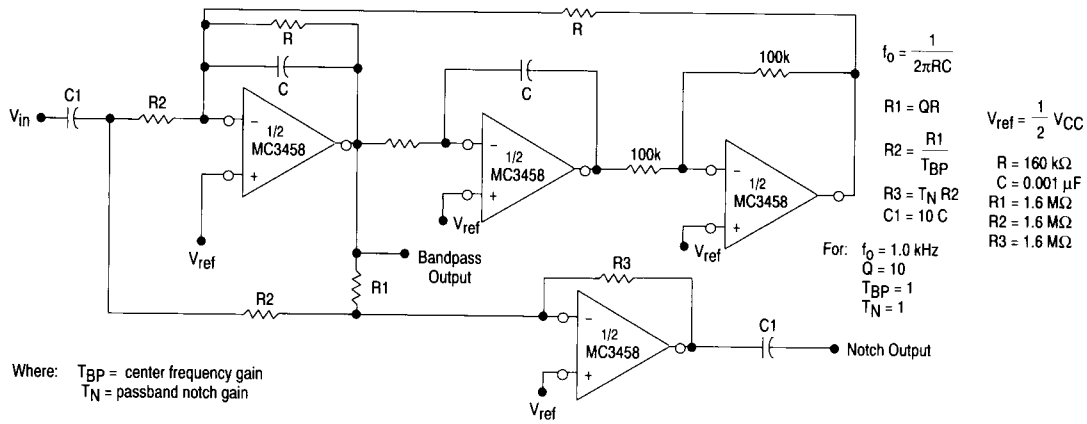 R
R
C
C1
V_in
R2
1/2
MC3458
−
+
V_ref
C
1/2
MC3458
−
+
V_ref
100k
100k
1/2
MC3458
−
+
V_ref
Bandpass
Output
R1
R2
R3
1/2
MC3458
−
+
V_ref
C1
Notch Output
f_o = 1 / 2πRC
R1 = QR
R2 = R1 / T_BP
R3 = T_N R2
C1 = 10 C
V_ref = 1/2 V_CC
R = 160 kΩ
C = 0.001 µF
R1 = 1.6 MΩ
R2 = 1.6 MΩ
R3 = 1.6 MΩ
For: f_o = 1.0 kHz
Q = 10
T_BP = 1
T_N = 1
Where: T_BP = center frequency gain
T_N = passband notch gain